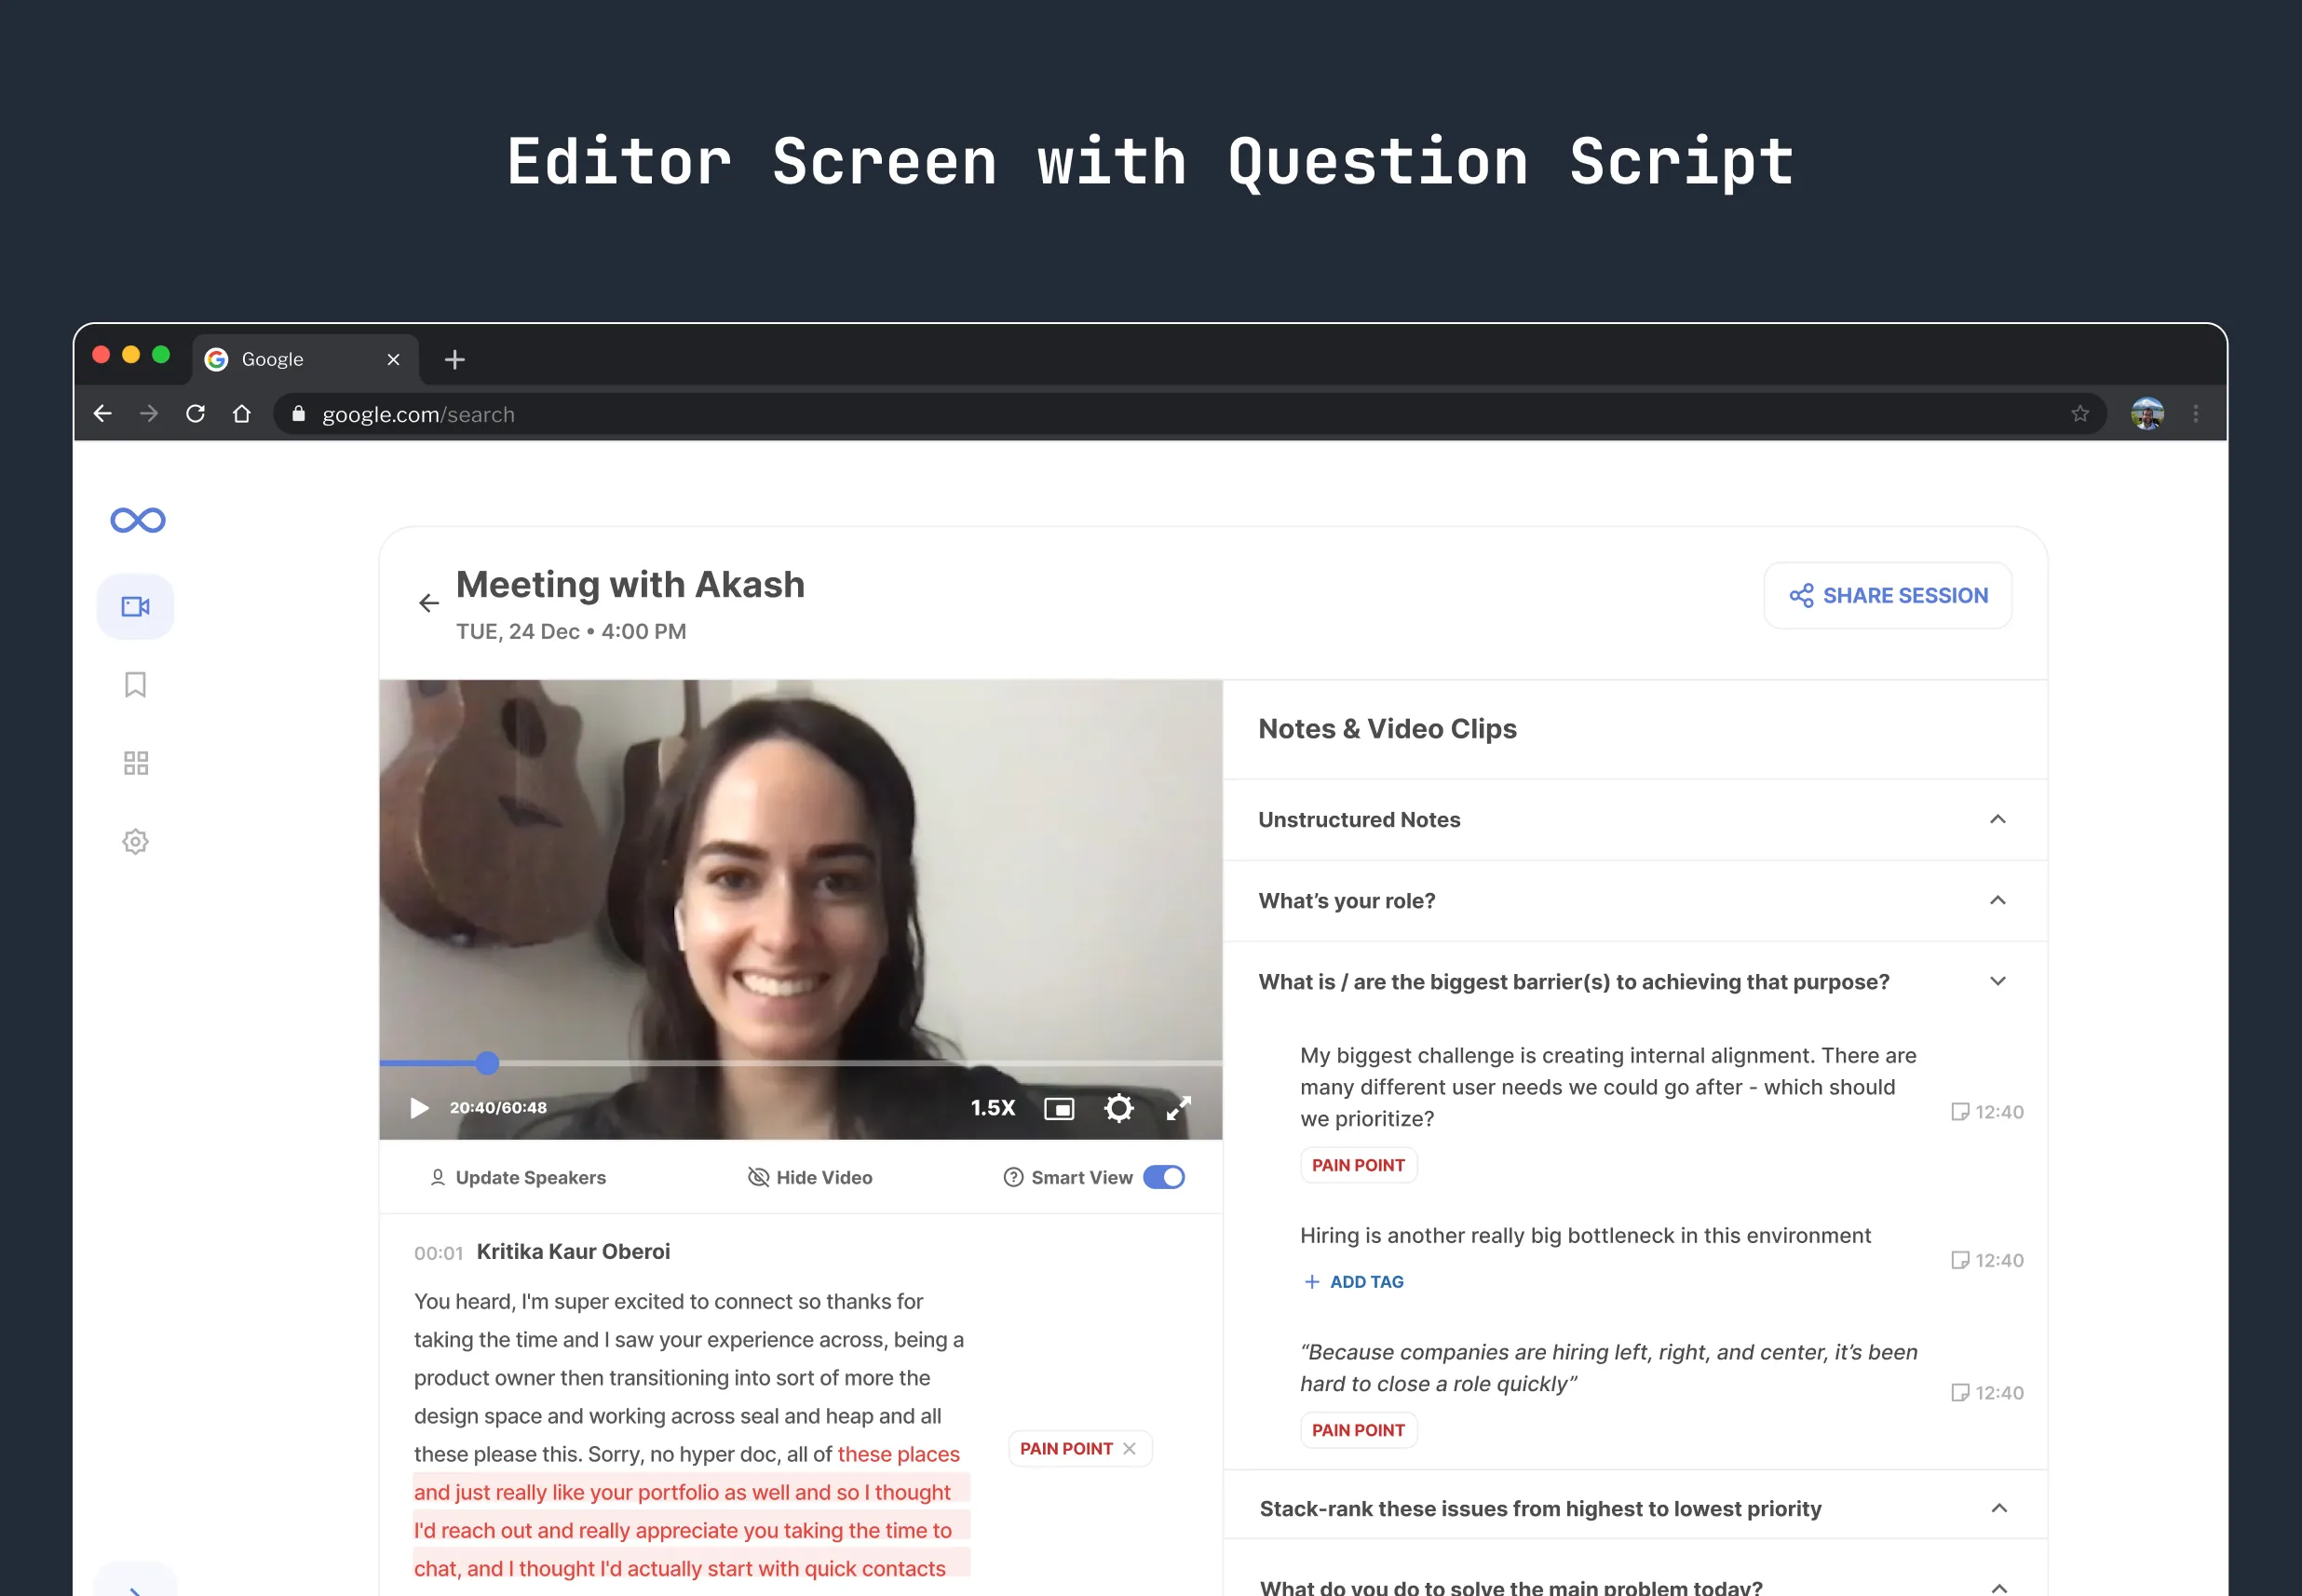 Editor Screen with Question Script
Google
google.com/search
Meeting with Akash
TUE, 24 Dec • 4:00 PM
SHARE SESSION
20:40/60:48
1.5X
Update Speakers
Hide Video
Smart View
00:01 Kritika Kaur Oberoi
You heard, I'm super excited to connect so thanks for
taking the time and I saw your experience across, being a
product owner then transitioning into sort of more the
design space and working across seal and heap and all
these please this. Sorry, no hyper doc, all of these places
and just really like your portfolio as well and so I thought
I'd reach out and really appreciate you taking the time to
chat, and I thought I'd actually start with quick contacts
PAIN POINT
Notes & Video Clips
Unstructured Notes
What's your role?
What is / are the biggest barrier(s) to achieving that purpose?
My biggest challenge is creating internal alignment. There are
many different user needs we could go after - which should
we prioritize?
12:40
PAIN POINT
Hiring is another really big bottleneck in this environment
12:40
+ ADD TAG
“Because companies are hiring left, right, and center, it’s been
hard to close a role quickly”
12:40
PAIN POINT
Stack-rank these issues from highest to lowest priority
What do you do to solve the main problem today?